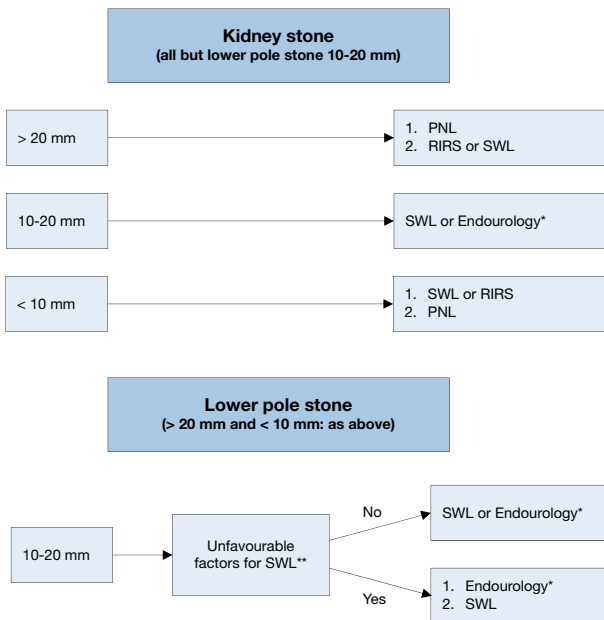 Kidney stone
(all but lower pole stone 10-20 mm)
> 20 mm
1. PNL
2. RIRS or SWL
10-20 mm
SWL or Endourology*
< 10 mm
1. SWL or RIRS
2. PNL
Lower pole stone
(> 20 mm and < 10 mm: as above)
10-20 mm
Unfavourable
factors for SWL**
No
SWL or Endourology*
Yes
1. Endourology*
2. SWL